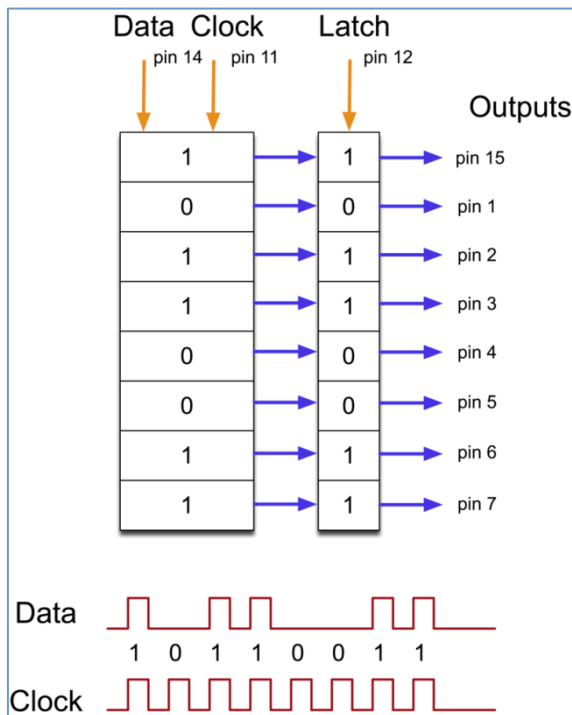 Data Clock Latch
pin 14 pin 11 pin 12
Outputs
1 1 pin 15
0 0 pin 1
1 1 pin 2
1 1 pin 3
0 0 pin 4
0 0 pin 5
1 1 pin 6
1 1 pin 7
Data
1 0 1 1 0 0 1 1
Clock